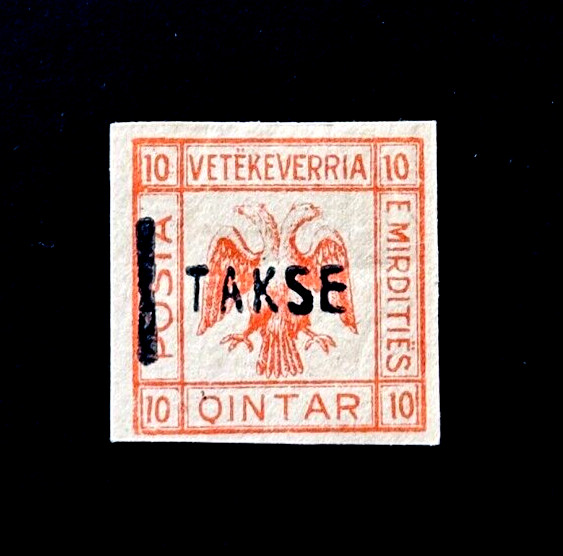 10 VETËKEVERRIA 10
POSTA
TAKSE
E MIRDITIËS
10 QINTAR 10